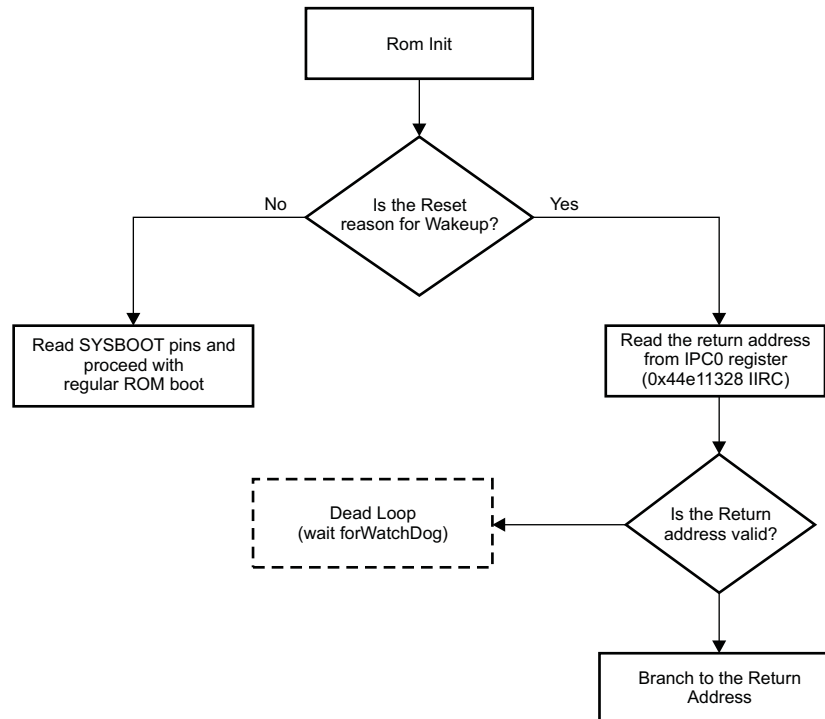 Rom Init
Is the Reset
reason for Wakeup?
No
Yes
Read SYSBOOT pins and
proceed with
regular ROM boot
Read the return address
from IPC0 register
(0x44e11328 IIRC)
Dead Loop
(wait forWatchDog)
Is the Return
address valid?
Branch to the Return
Address